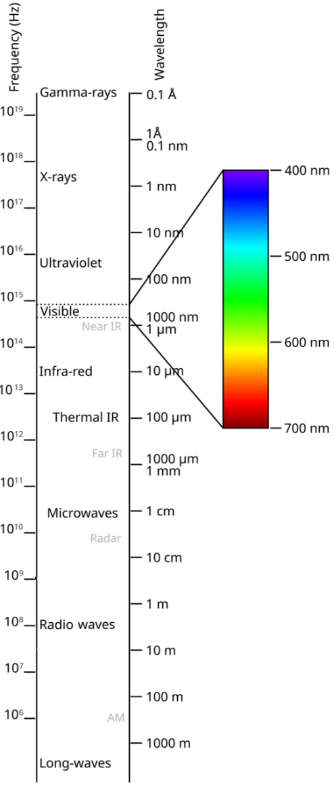 Frequency (Hz)
Wavelength
Gamma-rays
0.1 Å
10¹⁹
1Å
0.1 nm
10¹⁸
X-rays
1 nm
10¹⁷
10 nm
10¹⁶
Ultraviolet
100 nm
10¹⁵
Visible
1000 nm
Near IR
1 μm
10¹⁴
Infra-red
10 μm
10¹³
Thermal IR
100 μm
10¹²
Far IR
1000 μm
1 mm
10¹¹
Microwaves
1 cm
10¹⁰
Radar
10 cm
10⁹
1 m
10⁸
Radio waves
10 m
10⁷
100 m
10⁶
AM
1000 m
Long-waves
400 nm
500 nm
600 nm
700 nm